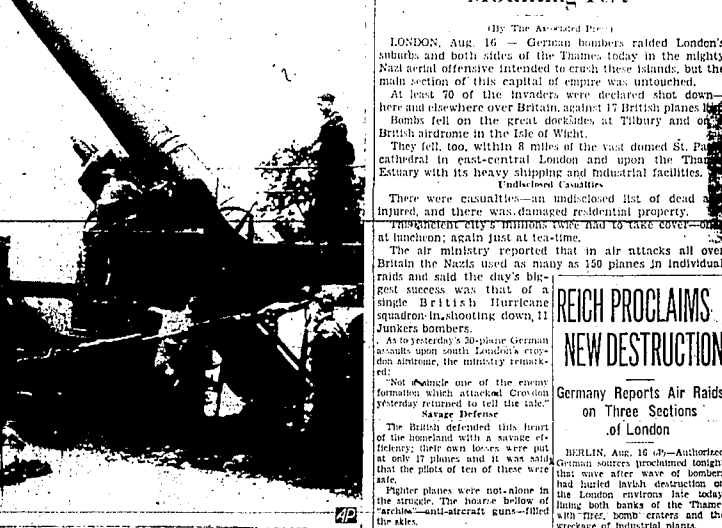 (By The Associated Press)
LONDON, Aug. 16 — German bombers raided London's
suburbs and both sides of the Thames today in the mighty
Nazi aerial offensive intended to crush these islands, but the
main section of this capital of empire was untouched.
At least 70 of the invaders were declared shot down—
here and elsewhere over Britain, against 17 British planes
Bombs fell on the great docksides at Tilbury and on
British airdrome in the Isle of Wight.
They fell, too, within 8 miles of the vast domed St.
cathedral in east-central London and upon the
Estuary with its heavy shipping and industrial facilities.
Undisclosed Casualties
There were casualties—an undisclosed list of dead
injured, and there was damaged residential property.
This ancient city's millions twice had to take cover—
at luncheon; again just at tea-time.
The air ministry reported that in air attacks all over
Britain the Nazis used as many as 150 planes in individual
raids and said the day's big-
gest success was that of a
single British Hurricane
squadron in shooting down 11
Junkers bombers.
As to yesterday's 30-plane German
assaults upon south London's Croy-
don airdrome, the ministry remark-
ed:
"Not a single one of the enemy
formation which attacked Croydon
yesterday returned to tell the tale."
Savage Defense
The British defended this heart
of the homeland with a savage ef-
ficiency; their own losses were put
at only 17 planes and it was said
that the pilots of ten of these were
safe.
Fighter planes were not alone in
the struggle. The hoarse bellow of
"archies"—anti-aircraft guns—filled
the skies.
REICH PROCLAIMS
NEW DESTRUCTION
Germany Reports Air Raids
on Three Sections
of London
BERLIN, Aug. 16 (AP)—Authorized
German sources proclaimed tonight
that wave after wave of bombers
had hurled lavish destruction on
the London environs late today
lining both banks of the Thames
with "fires, bomb craters and the
wreckage of industrial plants.
AP